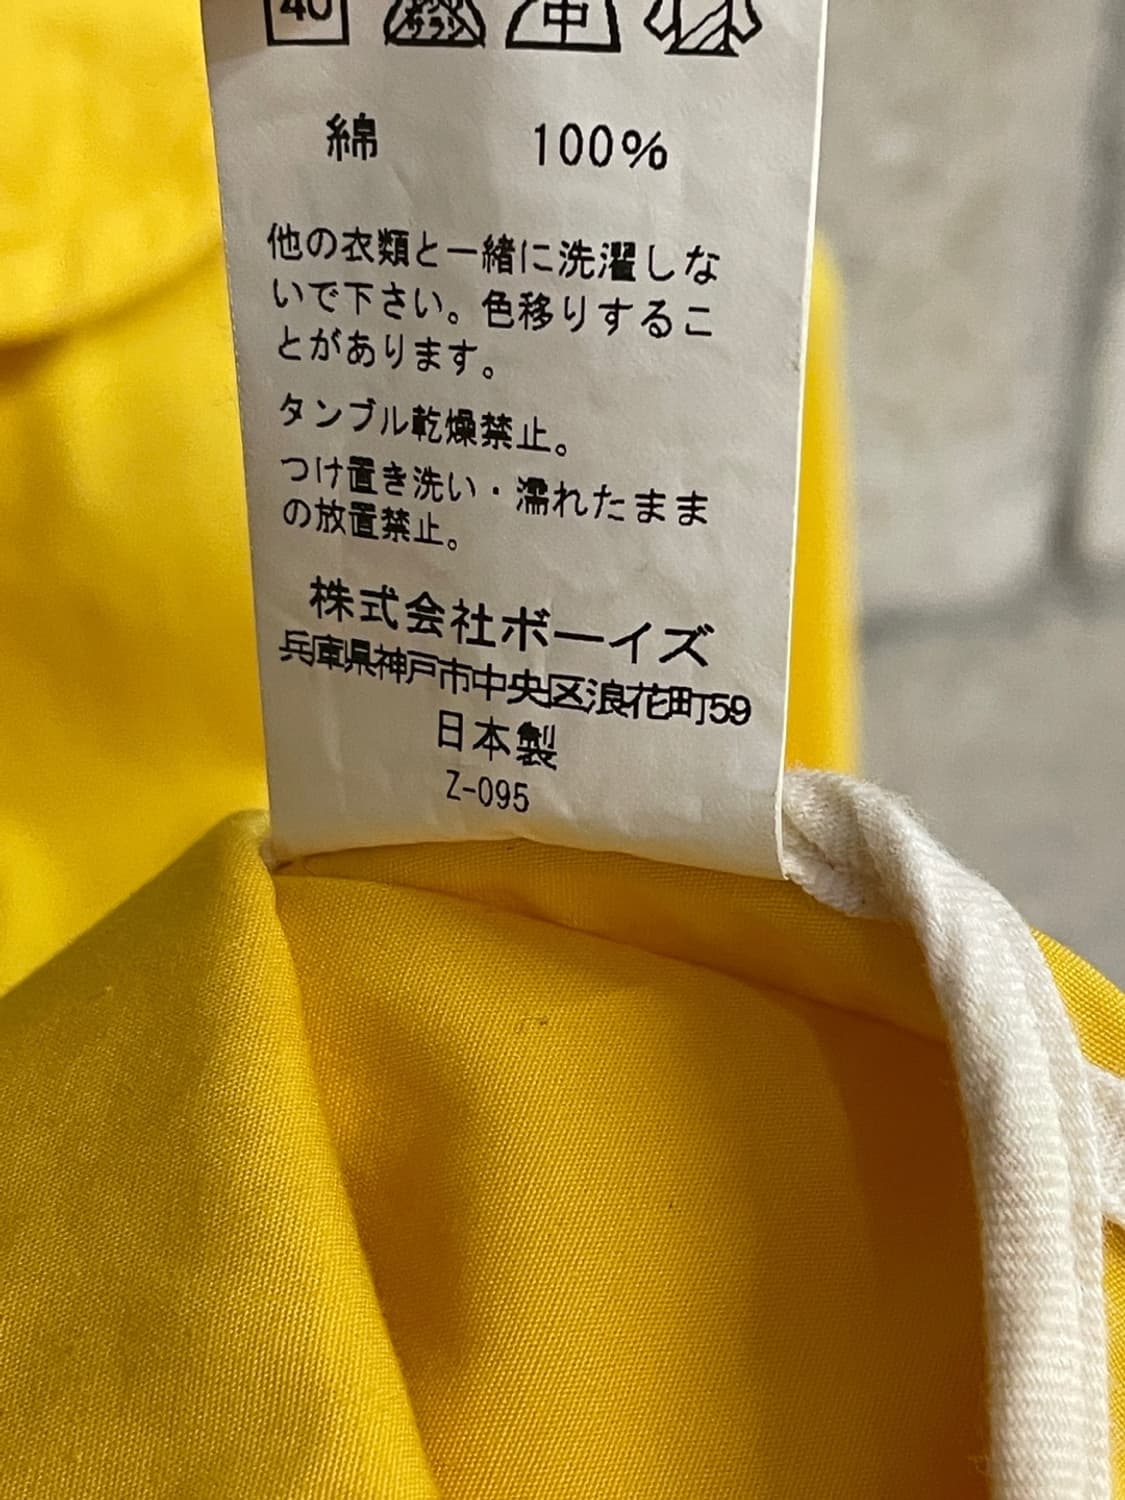 40
サラシ
中
綿 100%
他の衣類と一緒に洗濯しな
いで下さい。色移りするこ
とがあります。
タンブル乾燥禁止。
つけ置き洗い・濡れたまま
の放置禁止。
株式会社ボーイズ
兵庫県神戸市中央区浪花町59
日本製
Z-095